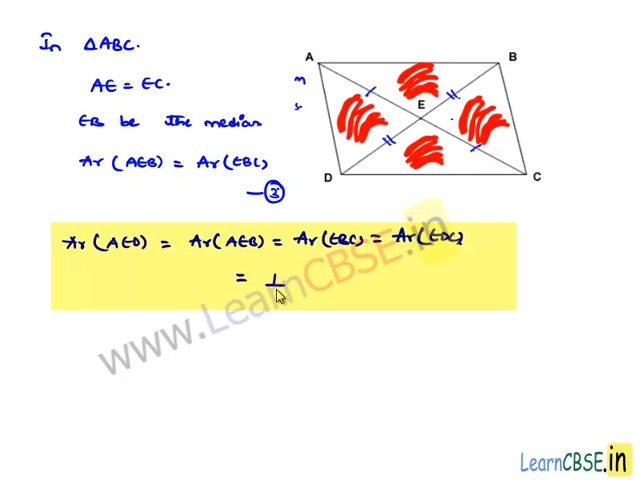 In ΔABC.
AE = EC.
EB be the median
Ar (AEB) = Ar(EBC)
— ③
Ar(AED) = Ar(AEB) = Ar(EBC) = Ar(EDC)
= 1
A
B
E
D
C
m
s
www.LearnCBSE.in
LearnCBSE.in